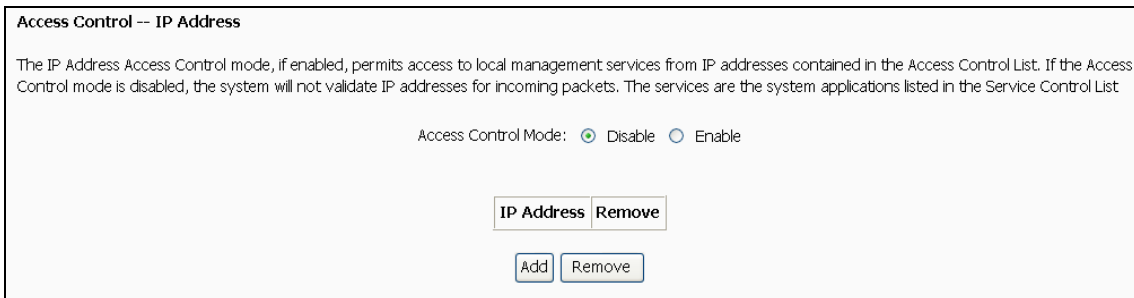 Access Control -- IP Address
The IP Address Access Control mode, if enabled, permits access to local management services from IP addresses contained in the Access Control List. If the Access
Control mode is disabled, the system will not validate IP addresses for incoming packets. The services are the system applications listed in the Service Control List
Access Control Mode: Disable Enable
IP Address Remove
Add Remove